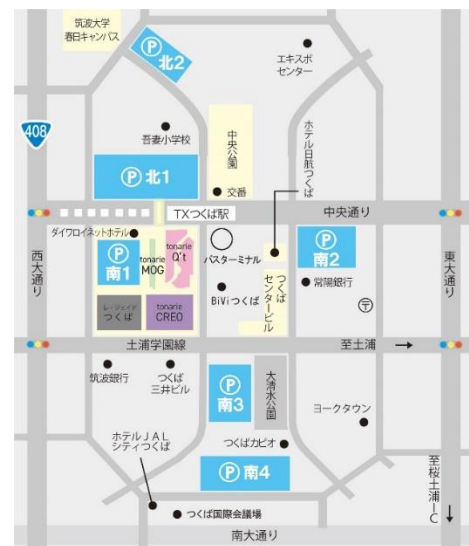 筑波大学
春日キャンパス
P北2
エキスポ
センター
408
吾妻小学校
中央公園
ホテル日航つくば
P北1
交番
TXつくば駅
中央通り
ダイワロイネットホテル
西大通り
P
南1
tonarie
MOG
tonarie
Q't
バスターミナル
つくば
センタービル
P
南2
常陽銀行
東大通り
BiViつくば
〒
レ・ジェイド
つくば
tonarie
CREO
土浦学園線
至土浦 →
筑波銀行
つくば
三井ビル
P
南3
大清水公園
ヨークタウン
ホテルJAL
シティつくば
つくばカピオ
P南4
至桜土浦IC
つくば国際会議場
南大通り